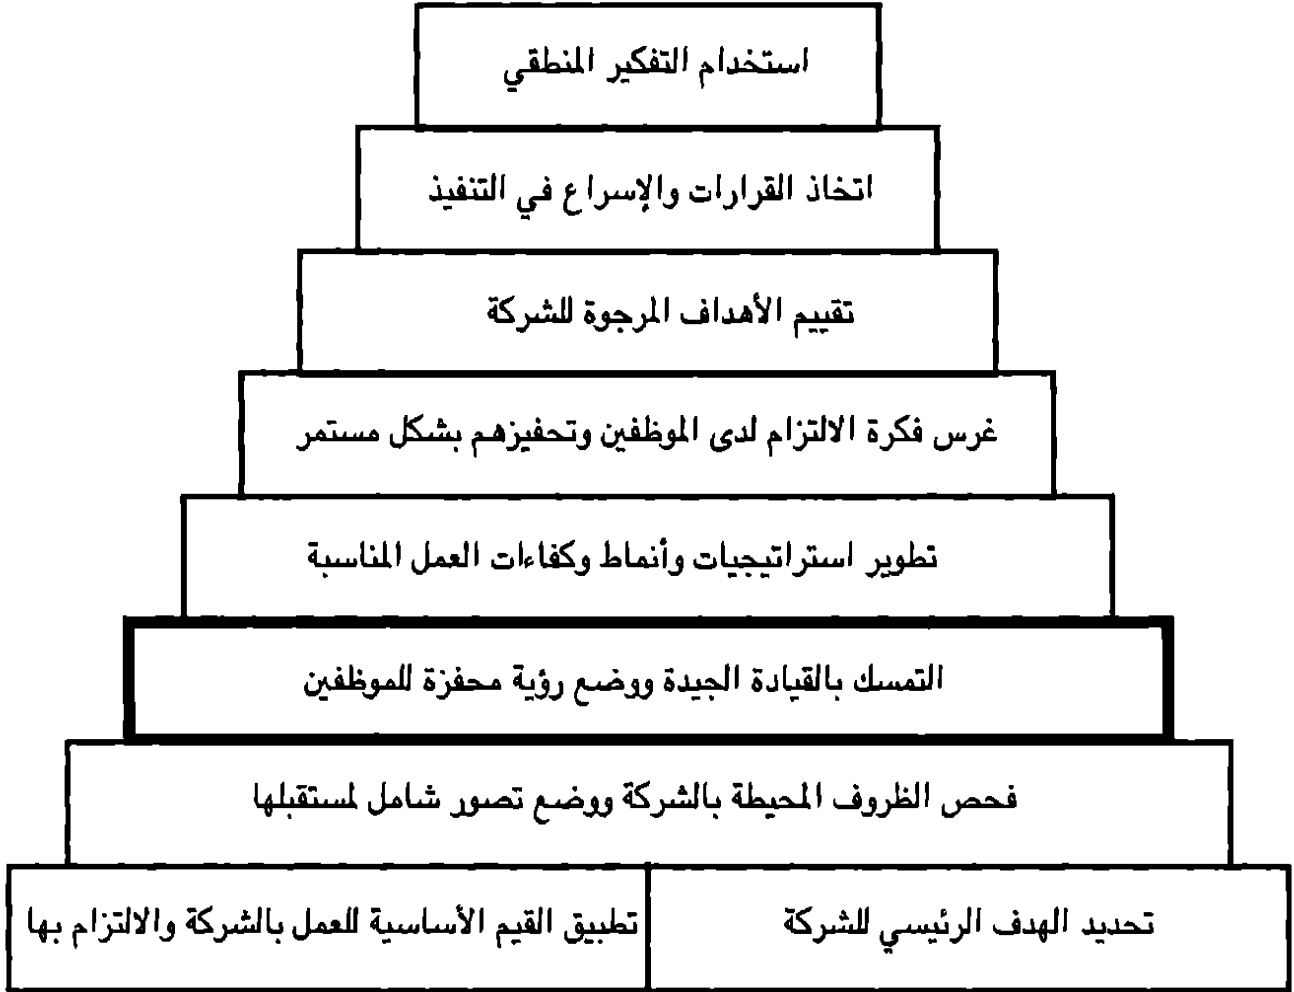 استخدام التفكير المنطقي
اتخاذ القرارات والإسراع في التنفيذ
تقييم الأهداف المرجوة للشركة
غرس فكرة الالتزام لدى الموظفين وتحفيزهم بشكل مستمر
تطوير استراتيجيات وأنماط وكفاءات العمل المناسبة
التمسك بالقيادة الجيدة ووضع رؤية محفزة للموظفين
فحص الظروف المحيطة بالشركة ووضع تصور شامل لمستقبلها
تحديد الهدف الرئيسي للشركة
تطبيق القيم الأساسية للعمل بالشركة والالتزام بها